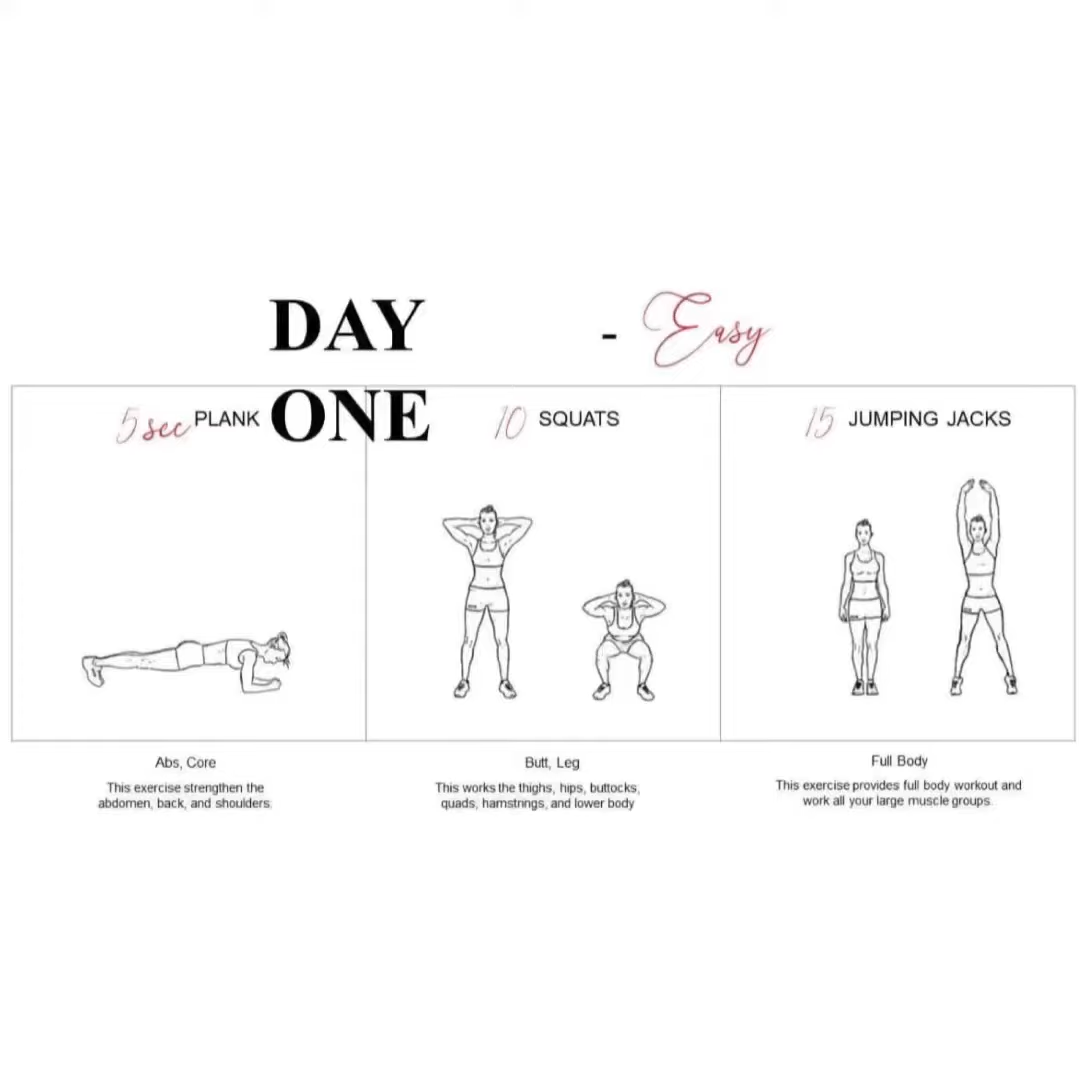 DAY
ONE
- Easy
5 sec PLANK
10 SQUATS
15 JUMPING JACKS
Abs, Core
This exercise strengthen the
abdomen, back, and shoulders.
Butt, Leg
This works the thighs, hips, buttocks,
quads, hamstrings, and lower body
Full Body
This exercise provides full body workout and
work all your large muscle groups.